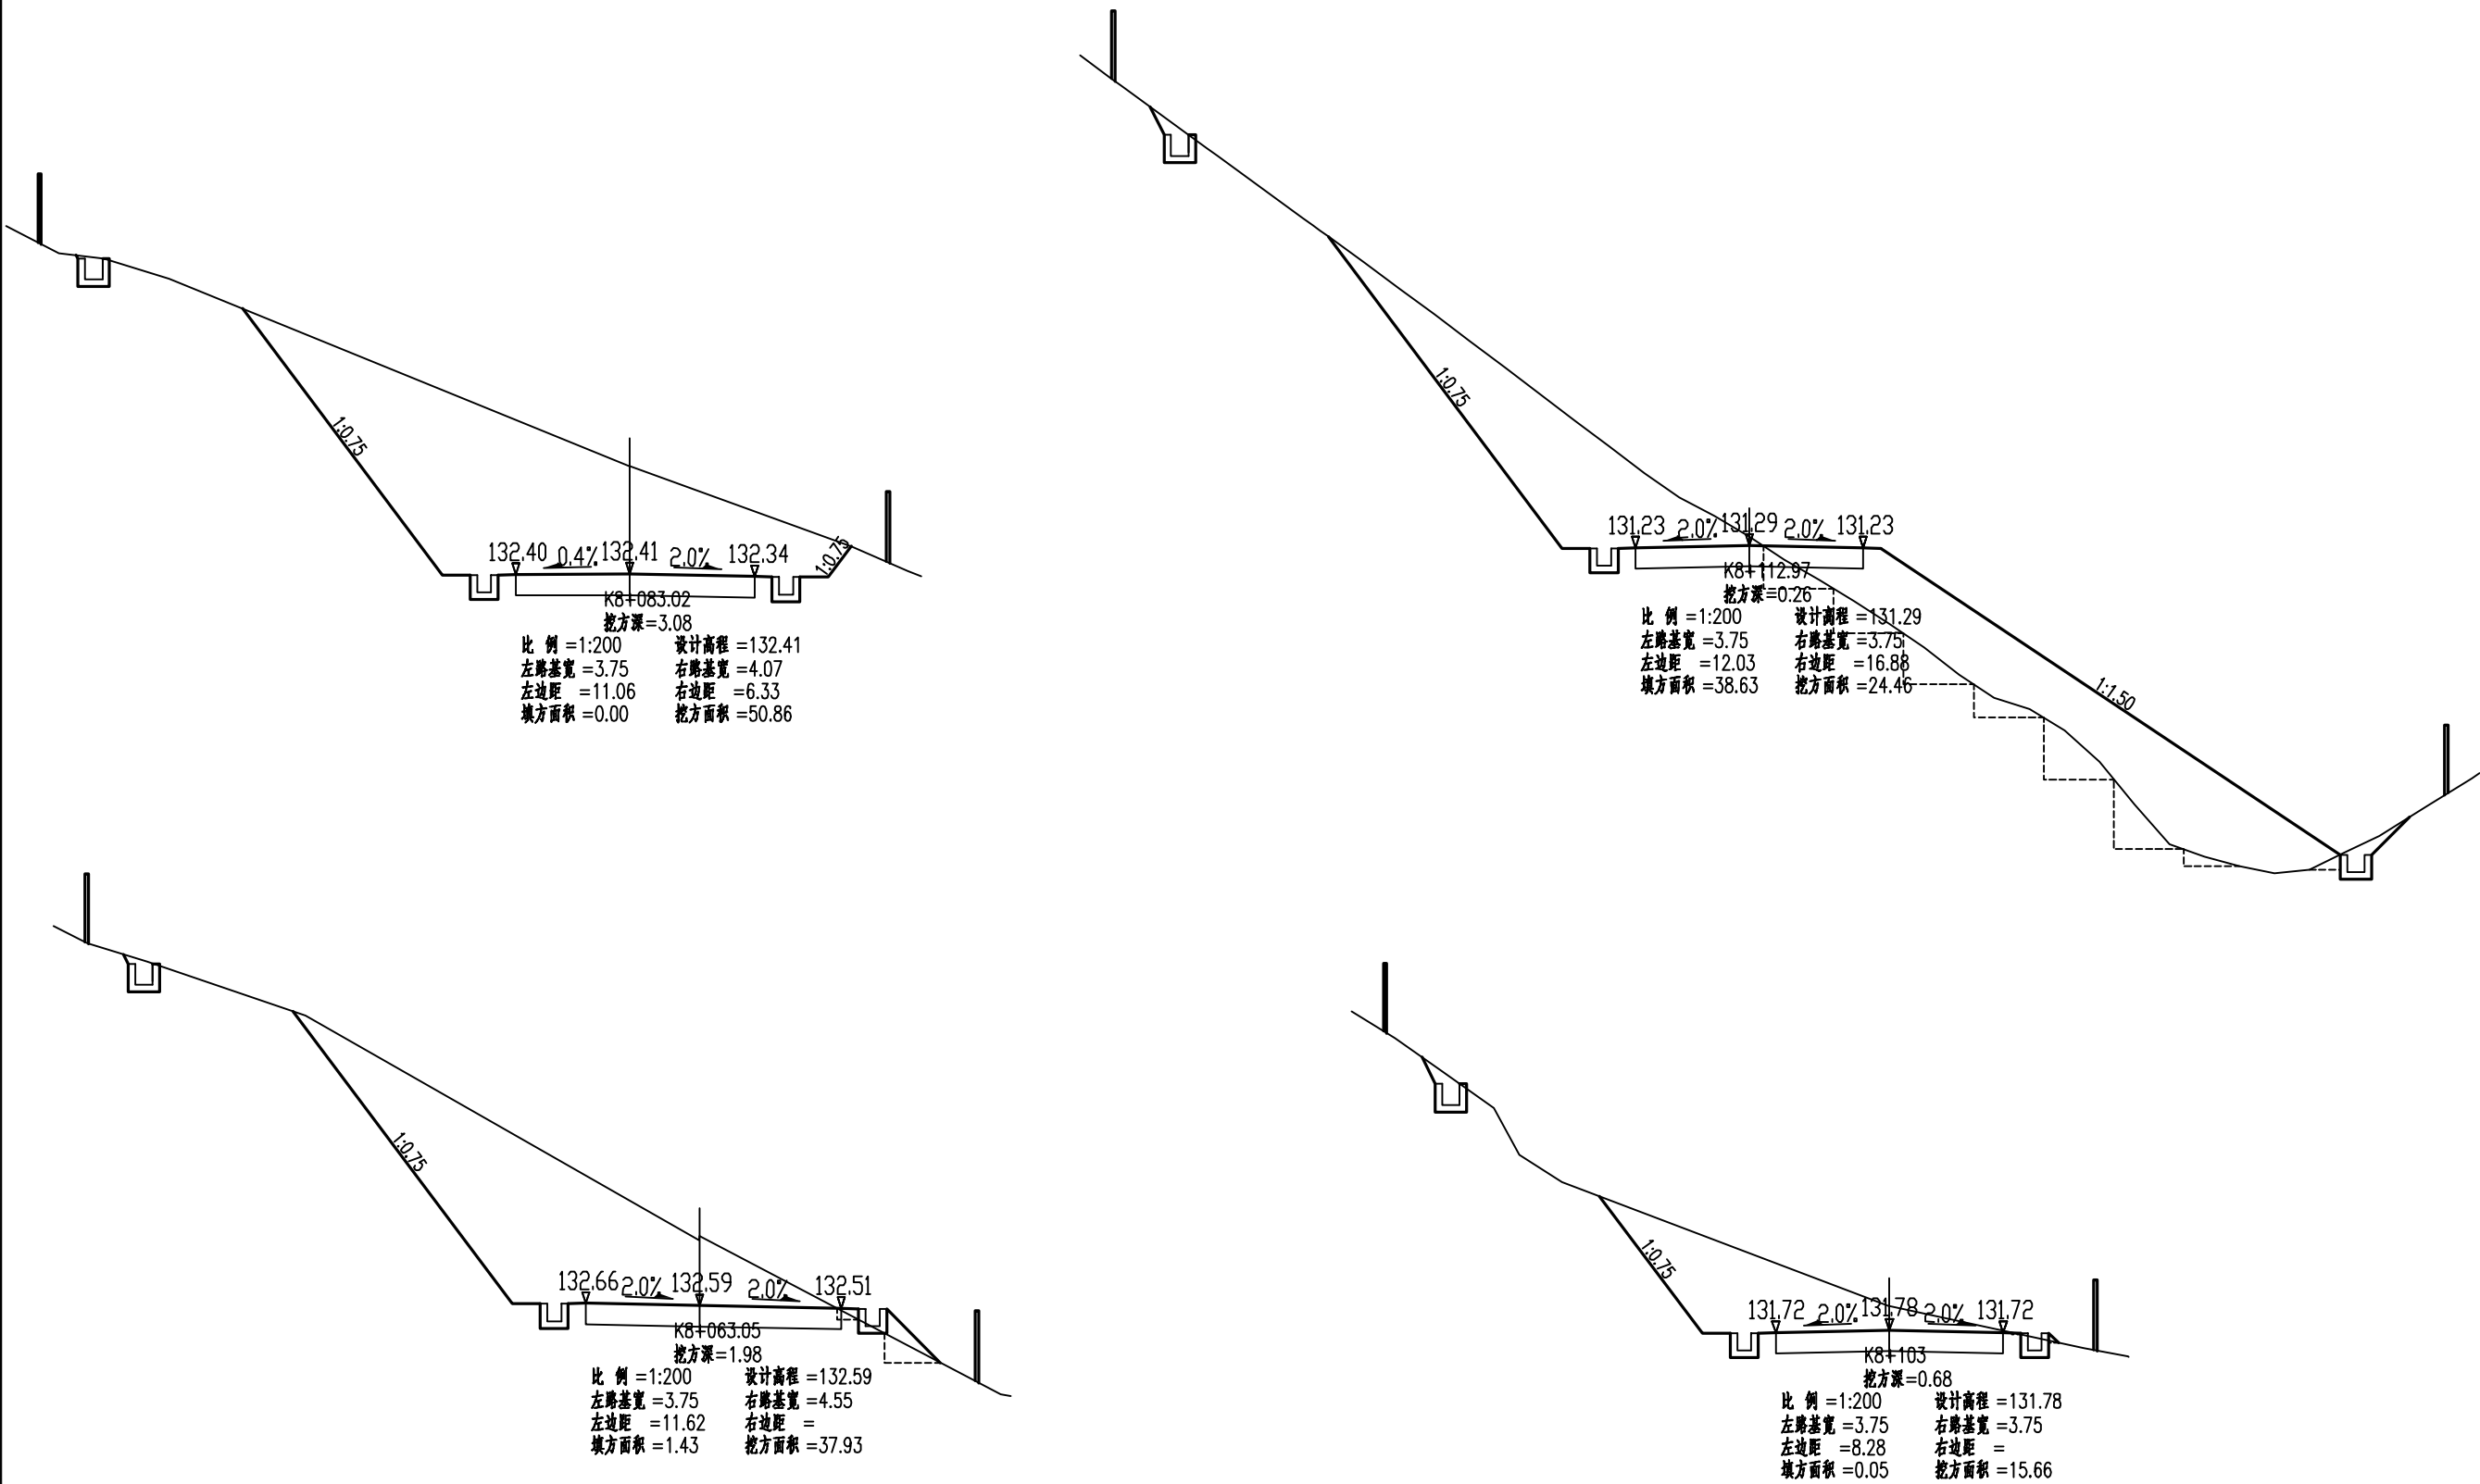 1:0.75
132.40 0.4% 132.41 2.0% 132.34
1:0.75
K8+083.02
挖方深=3.08
比 例 =1:200 设计高程 =132.41
左路基宽 =3.75 右路基宽 =4.07
左边距 =11.06 右边距 =6.33
填方面积 =0.00 挖方面积 =50.86
1:0.75
131.23 2.0% 131.29 2.0% 131.23
K8+112.97
挖方深=0.26
比 例 =1:200 设计高程 =131.29
左路基宽 =3.75 右路基宽 =3.75
左边距 =12.03 右边距 =16.88
填方面积 =38.63 挖方面积 =24.46
1:1.50
1:0.75
132.66 2.0% 132.59 2.0% 132.51
K8+063.05
挖方深=1.98
比 例 =1:200 设计高程 =132.59
左路基宽 =3.75 右路基宽 =4.55
左边距 =11.62 右边距 =
填方面积 =1.43 挖方面积 =37.93
1:0.75
131.72 2.0% 131.78 2.0% 131.72
K8+103
挖方深=0.68
比 例 =1:200 设计高程 =131.78
左路基宽 =3.75 右路基宽 =3.75
左边距 =8.28 右边距 =
填方面积 =0.05 挖方面积 =15.66